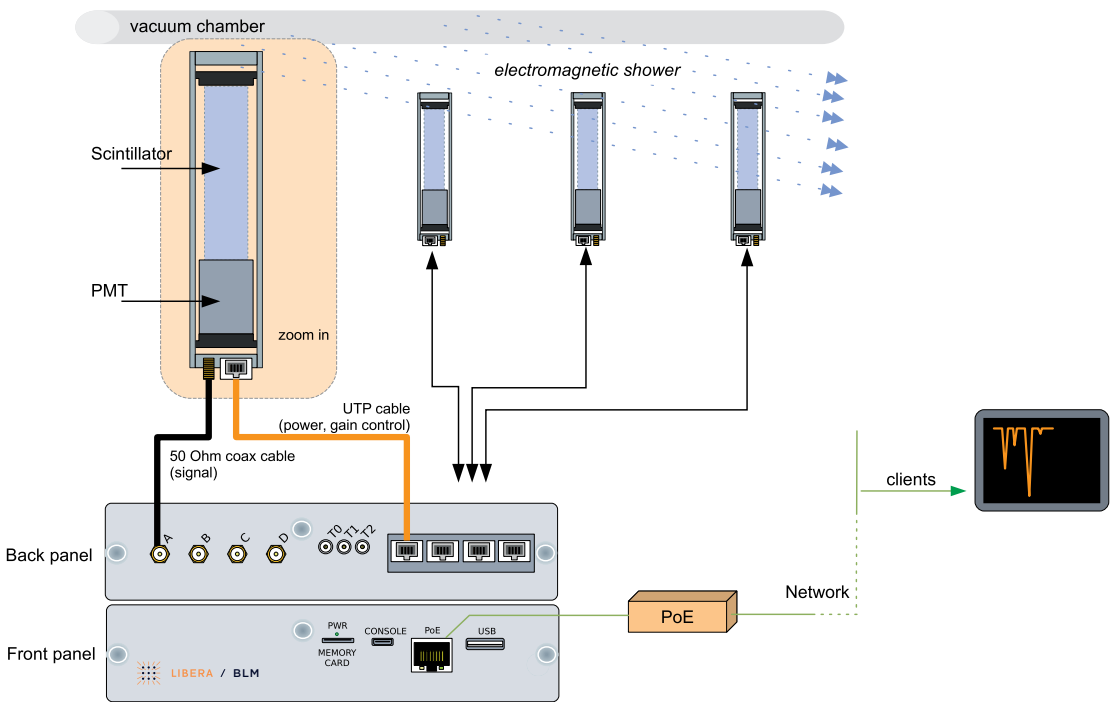 vacuum chamber
electromagnetic shower
Scintillator
PMT
zoom in
UTP cable
(power, gain control)
50 Ohm coax cable
(signal)
clients
Back panel
A
B
C
D
T0
T1
T2
Network
PoE
Front panel
PWR
MEMORY
CARD
CONSOLE
PoE
USB
LIBERA / BLM